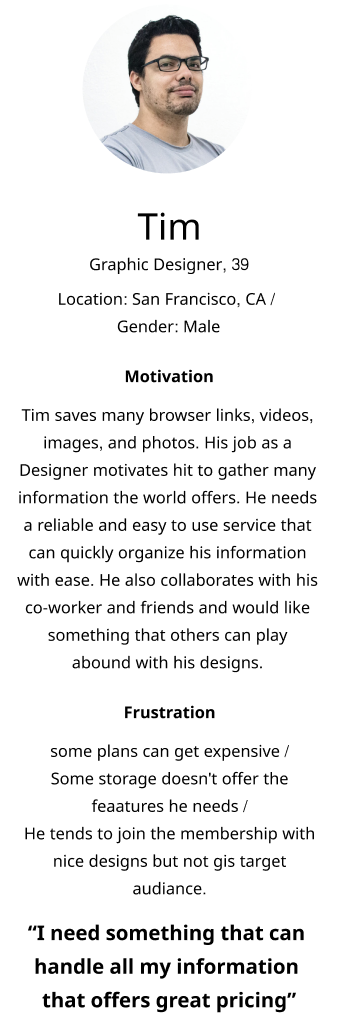 Tim
Graphic Designer, 39
Location: San Francisco, CA /
Gender: Male
Motivation
Tim saves many browser links, videos,
images, and photos. His job as a
Designer motivates hit to gather many
information the world offers. He needs
a reliable and easy to use service that
can quickly organize his information
with ease. He also collaborates with his
co-worker and friends and would like
something that others can play
abound with his designs.
Frustration
some plans can get expensive /
Some storage doesn't offer the
feaatures he needs /
He tends to join the membership with
nice designs but not gis target
audience.
“I need something that can
handle all my information
that offers great pricing”